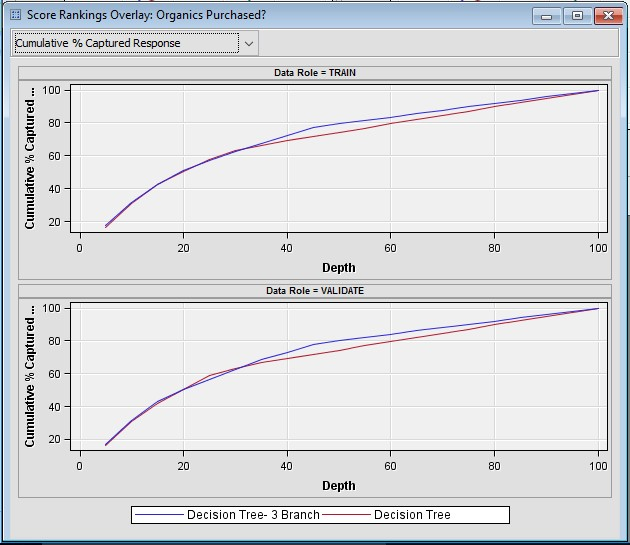 Score Rankings Overlay: Organics Purchased?
Cumulative % Captured Response
Data Role = TRAIN
Cumulative % Captured ...
100
80
60
40
20
0 20 40 60 80 100
Depth
Data Role = VALIDATE
Cumulative % Captured ...
100
80
60
40
20
0 20 40 60 80 100
Depth
Decision Tree- 3 Branch Decision Tree